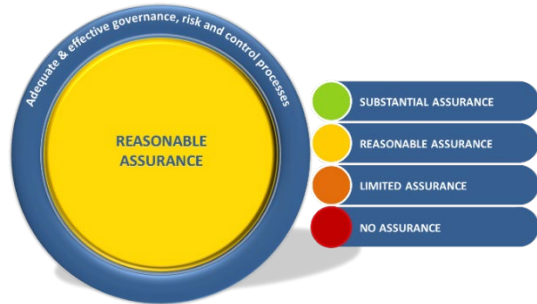 Adequate & effective governance, risk and control processes
REASONABLE
ASSURANCE
SUBSTANTIAL ASSURANCE
REASONABLE ASSURANCE
LIMITED ASSURANCE
NO ASSURANCE